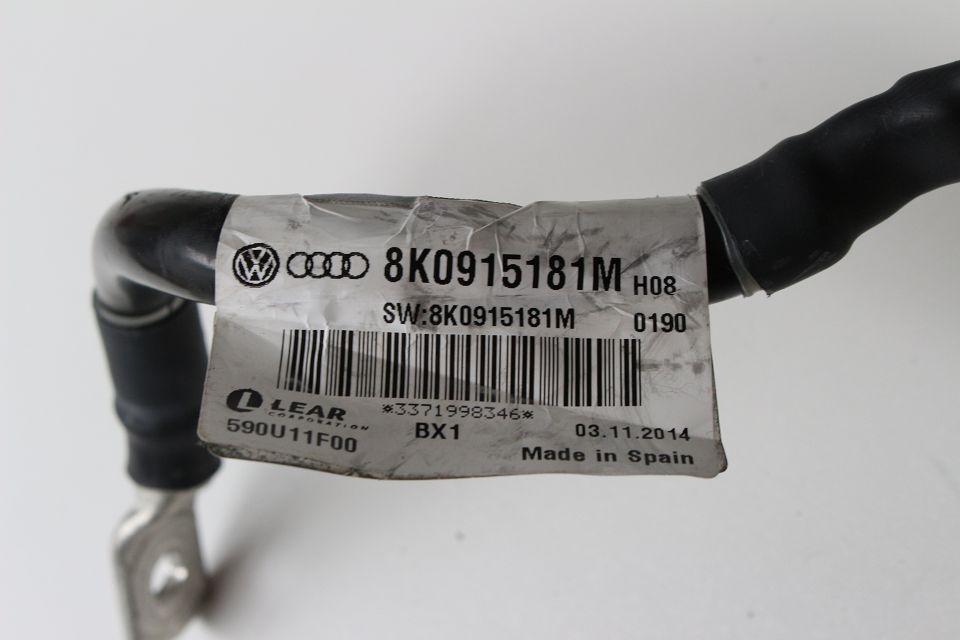 8K0915181M H08
SW:8K0915181M 0190
*3371998346*
LEAR
CORPORATION
590U11F00 BX1 03.11.2014
Made in Spain